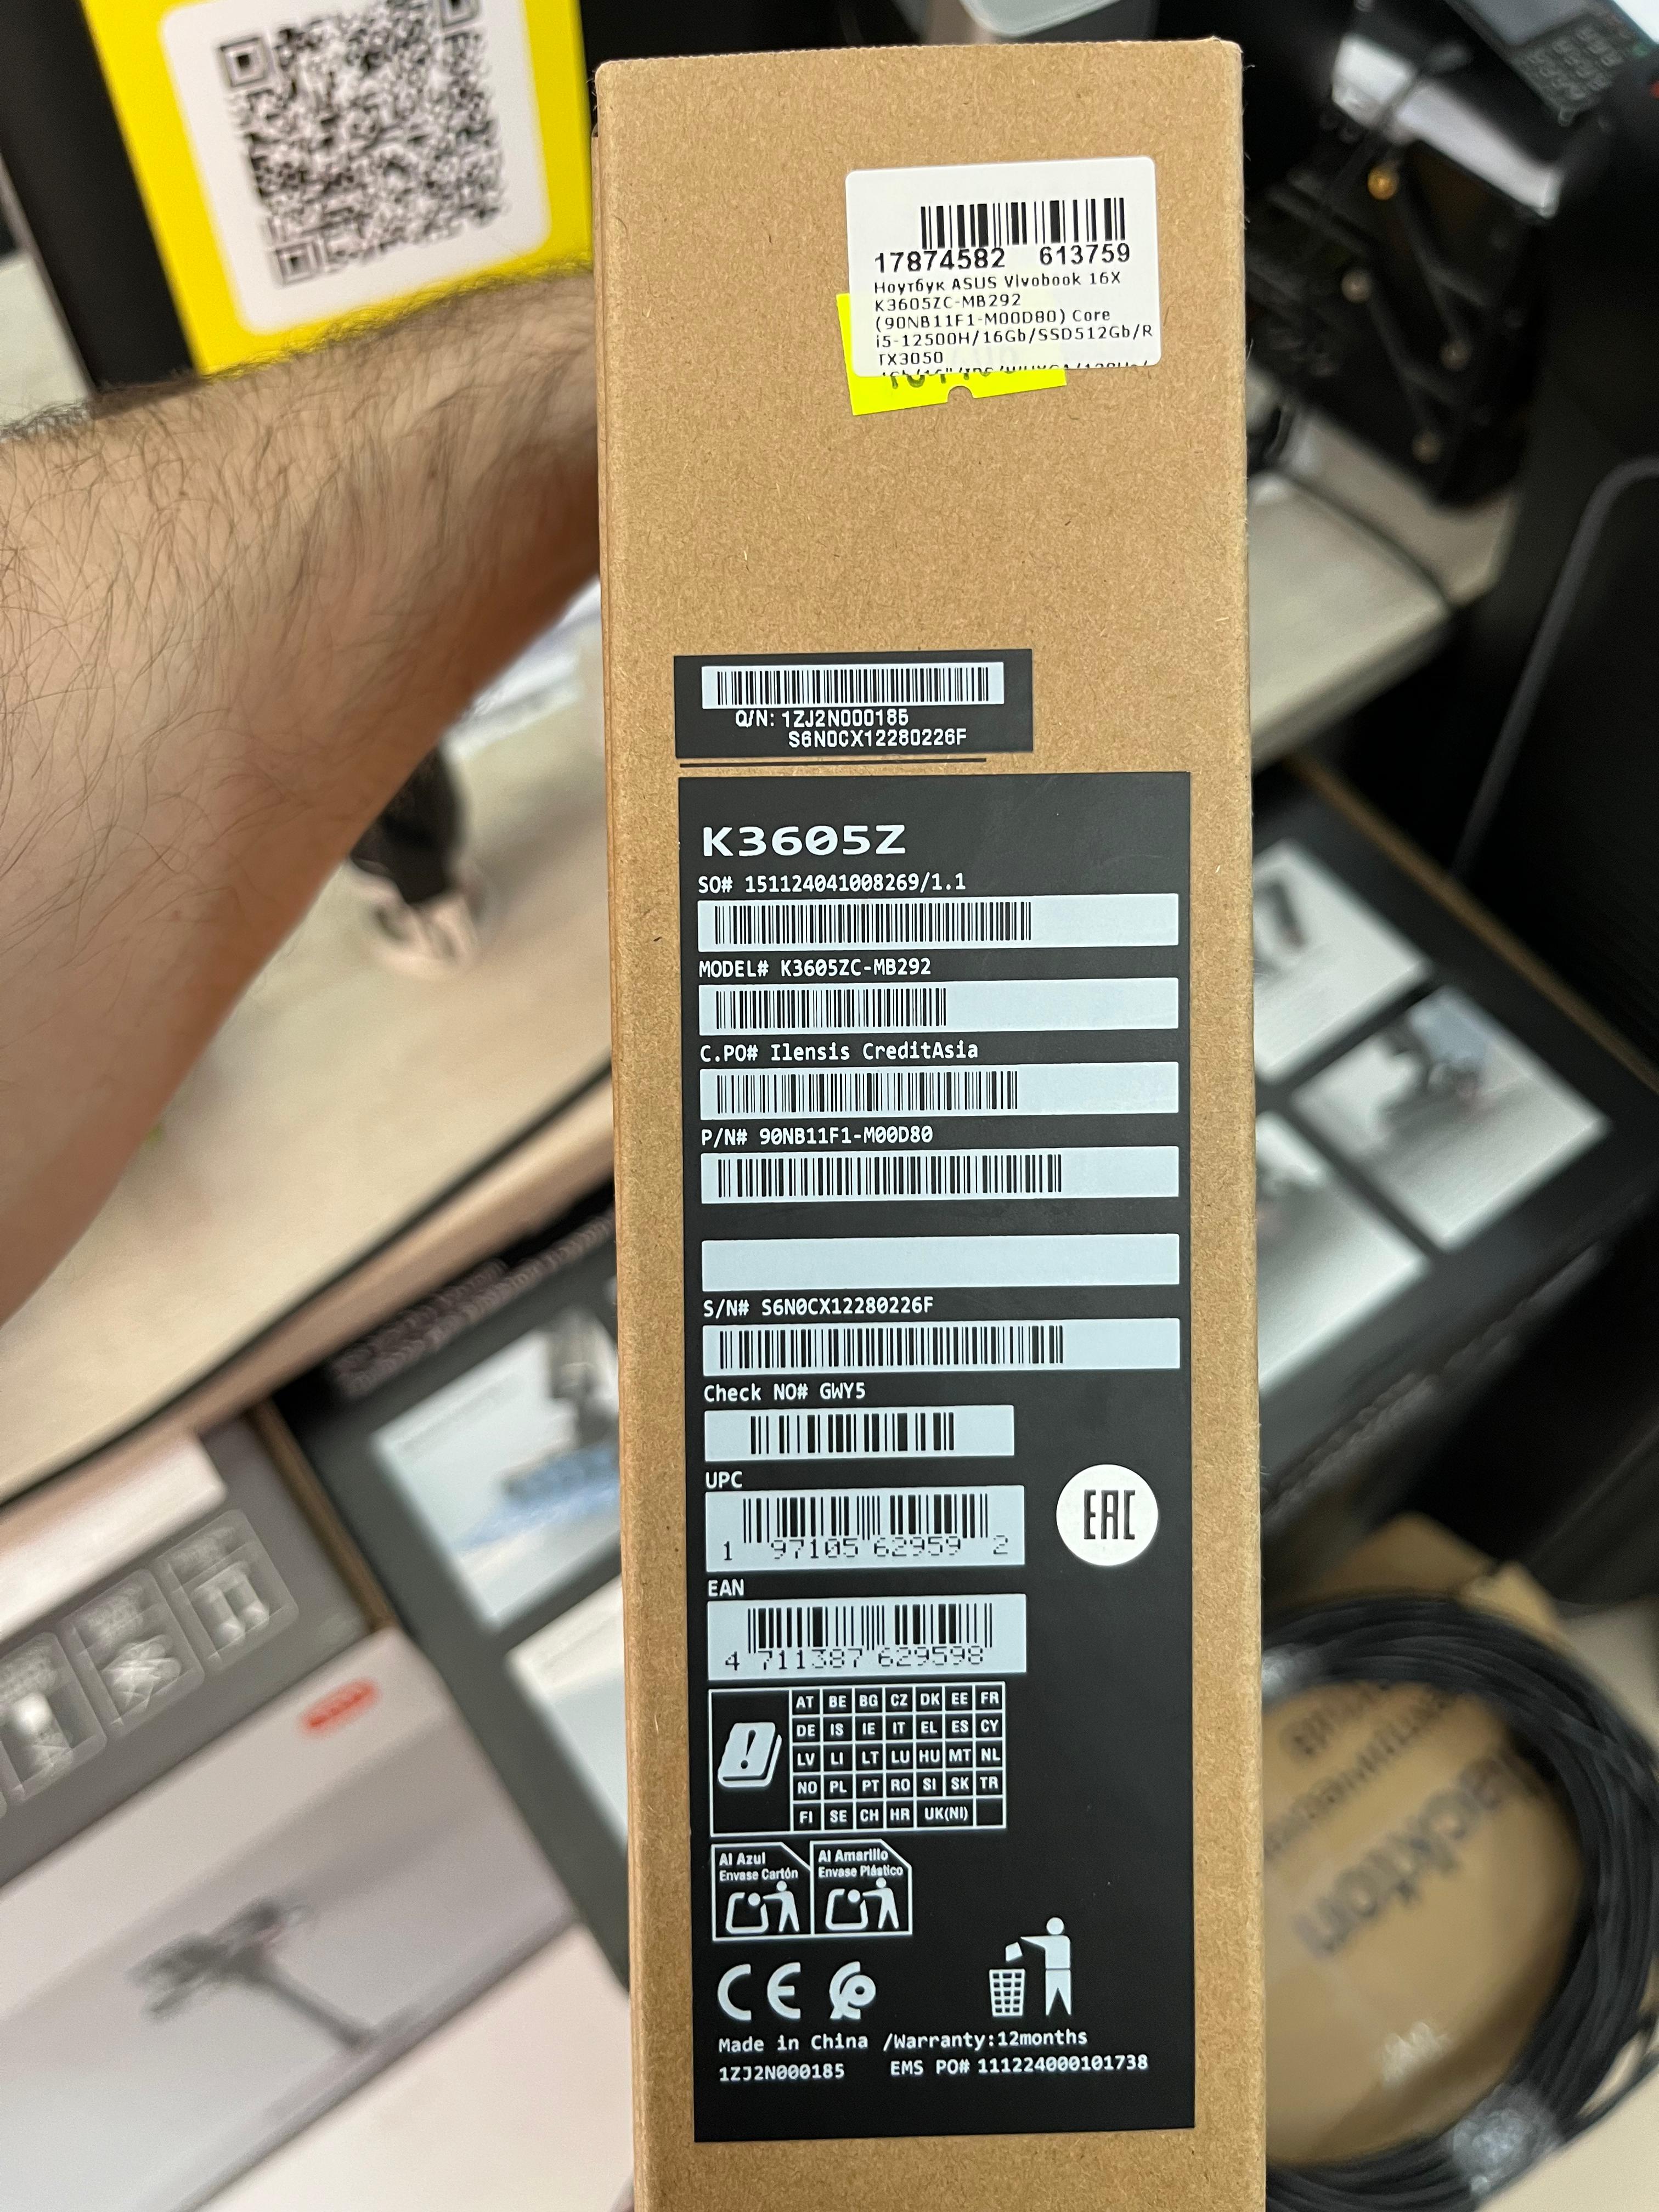 17874582 613759
Ноутбук ASUS Vivobook 16X
K3605ZC-MB292
(90NB11F1-M00D80) Core
i5-12500H/16Gb/SSD512Gb/R
TX3050
Q/N: 1ZJ2N000185
S6N0CX12280226F
K3605Z
SO# 151124041008269/1.1
MODEL# K3605ZC-MB292
C.PO# Ilensis CreditAsia
P/N# 90NB11F1-M00D80
S/N# S6N0CX12280226F
Check NO# GWY5
UPC
1 97105 62959 2
EAC
EAN
4 711387 629598
AT BE BG CZ DK EE FR
DE IS IE IT EL ES CY
LV LI LT LU HU MT NL
NO PL PT RO SI SK TR
FI SE CH HR UK(NI)
Al Azul
Envase Cartón
Al Amarillo
Envase Plástico
CE
Made in China /Warranty:12months
1ZJ2N000185 EMS PO# 111224000101738